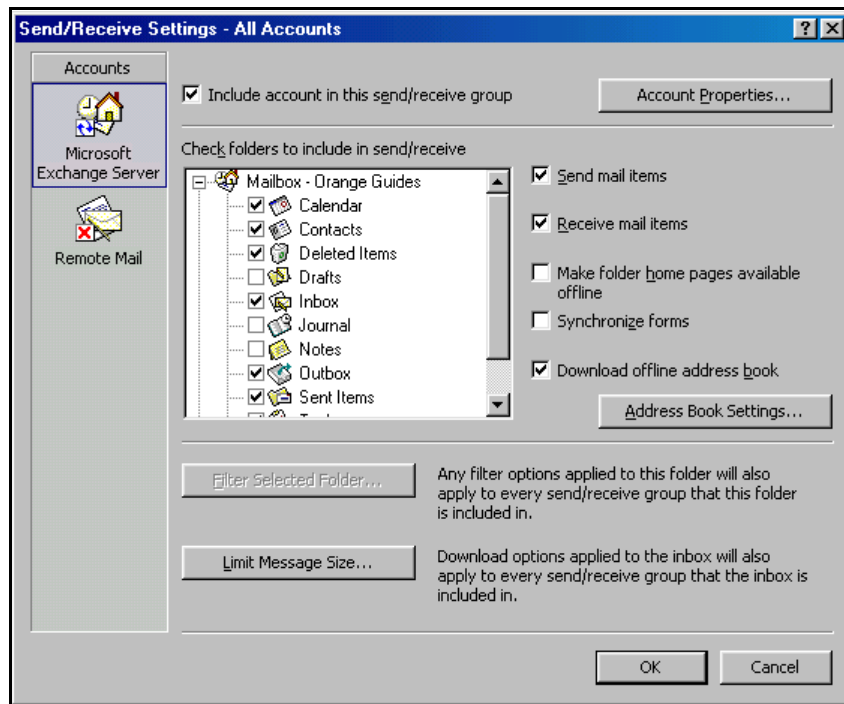 Send/Receive Settings - All Accounts
Accounts
Microsoft
Exchange Server
Remote Mail
Include account in this send/receive group
Account Properties...
Check folders to include in send/receive
Mailbox - Orange Guides
Calendar
Contacts
Deleted Items
Drafts
Inbox
Journal
Notes
Outbox
Sent Items
Send mail items
Receive mail items
Make folder home pages available
offline
Synchronize forms
Download offline address book
Address Book Settings...
Filter Selected Folder...
Any filter options applied to this folder will also
apply to every send/receive group that this folder
is included in.
Limit Message Size...
Download options applied to the inbox will also
apply to every send/receive group that the inbox is
included in.
OK
Cancel